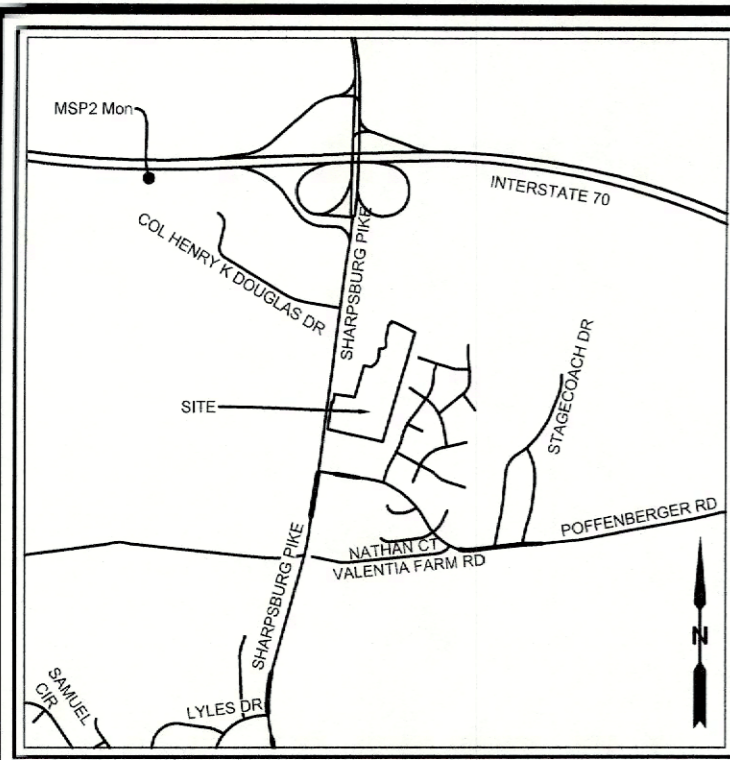 MSP2 Mon
INTERSTATE 70
COL HENRY K DOUGLAS DR
SHARPSBURG PIKE
STAGECOACH DR
SITE
POFFENBERGER RD
NATHAN CT
VALENTIA FARM RD
SHARPSBURG PIKE
N
SAMUEL
CIR
LYLES DR